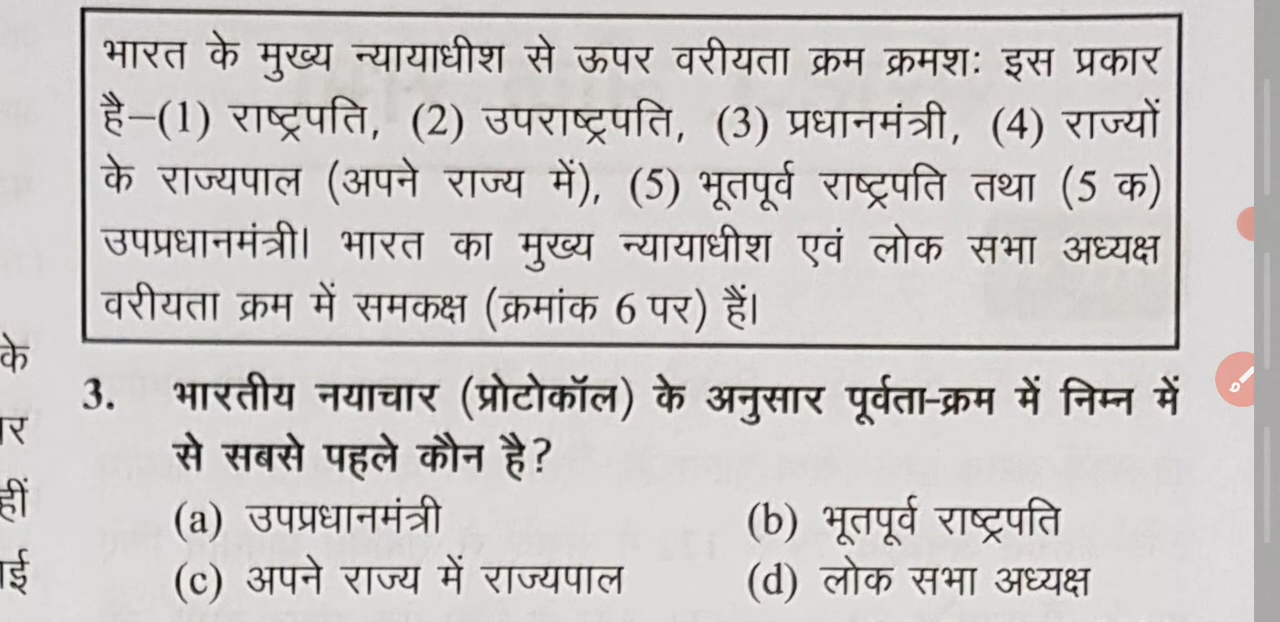 भारत के मुख्य न्यायाधीश से ऊपर वरीयता क्रम क्रमशः इस प्रकार
है–(1) राष्ट्रपति, (2) उपराष्ट्रपति, (3) प्रधानमंत्री, (4) राज्यों
के राज्यपाल (अपने राज्य में), (5) भूतपूर्व राष्ट्रपति तथा (5 क)
उपप्रधानमंत्री। भारत का मुख्य न्यायाधीश एवं लोक सभा अध्यक्ष
वरीयता क्रम में समकक्ष (क्रमांक 6 पर) हैं।
के
3. भारतीय नयाचार (प्रोटोकॉल) के अनुसार पूर्वता-क्रम में निम्न में
से सबसे पहले कौन है?
(a) उपप्रधानमंत्री (b) भूतपूर्व राष्ट्रपति
(c) अपने राज्य में राज्यपाल (d) लोक सभा अध्यक्ष